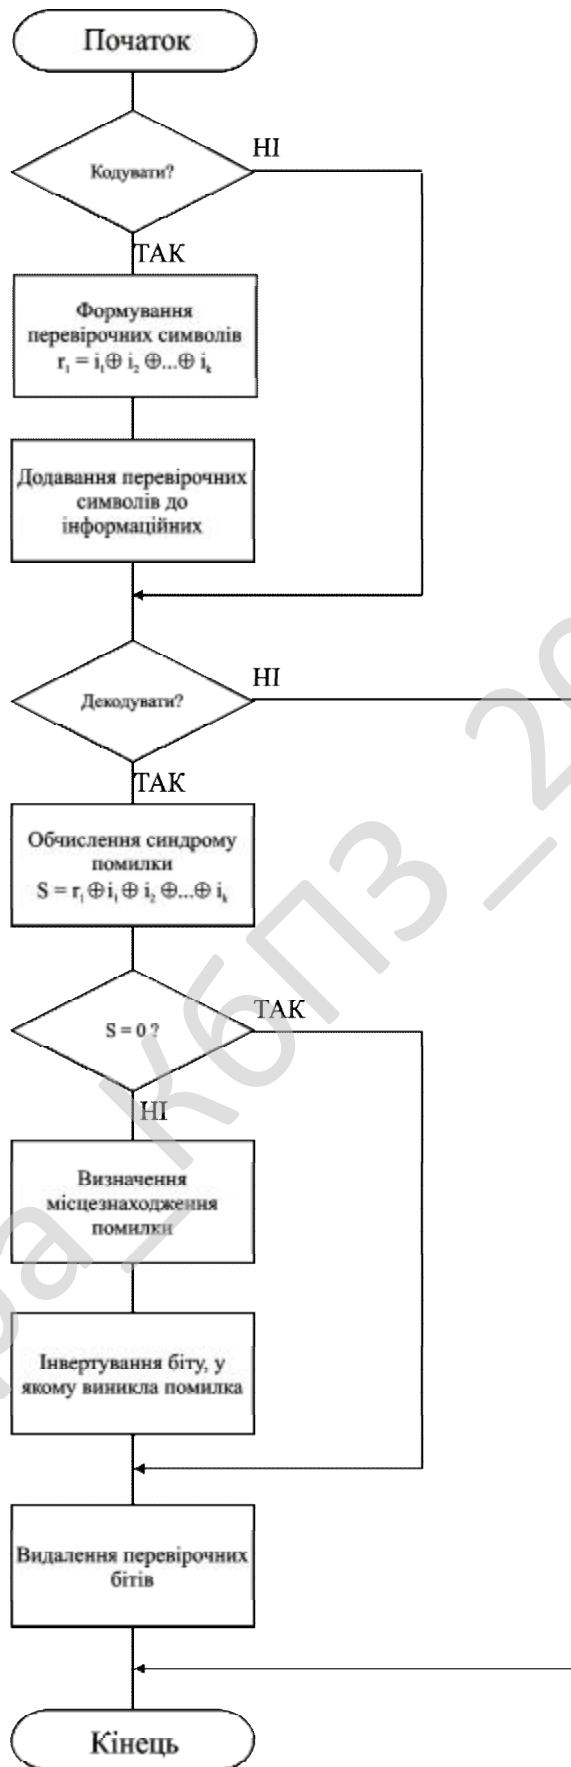 Початок
Кодувати?
НІ
ТАК
Формування
перевірочних символів
r₁ = i₁⊕ i₂ ⊕...⊕ iₖ
Додавання перевірочних
символів до
інформаційних
Декодувати?
НІ
ТАК
Обчислення синдрому
помилки
S = r₁ ⊕ i₁ ⊕ i₂ ⊕...⊕ iₖ
S = 0 ?
ТАК
НІ
Визначення
місцезнаходження
помилки
Інвертування біту, у
якому виникла помилка
Видалення перевірочних
бітів
Кінець